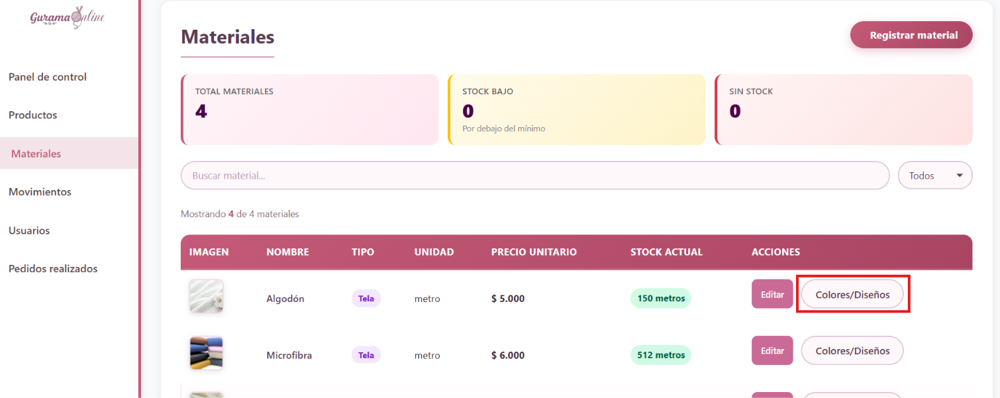 GuramaOnline
Panel de control
Productos
Materiales
Movimientos
Usuarios
Pedidos realizados
Materiales
Registrar material
TOTAL MATERIALES
4
STOCK BAJO
0
Por debajo del mínimo
SIN STOCK
0
Buscar material...
Todos
Mostrando 4 de 4 materiales
IMAGEN NOMBRE TIPO UNIDAD PRECIO UNITARIO STOCK ACTUAL ACCIONES
Algodón Tela metro $ 5.000 150 metros Editar Colores/Diseños
Microfibra Tela metro $ 6.000 512 metros Editar Colores/Diseños